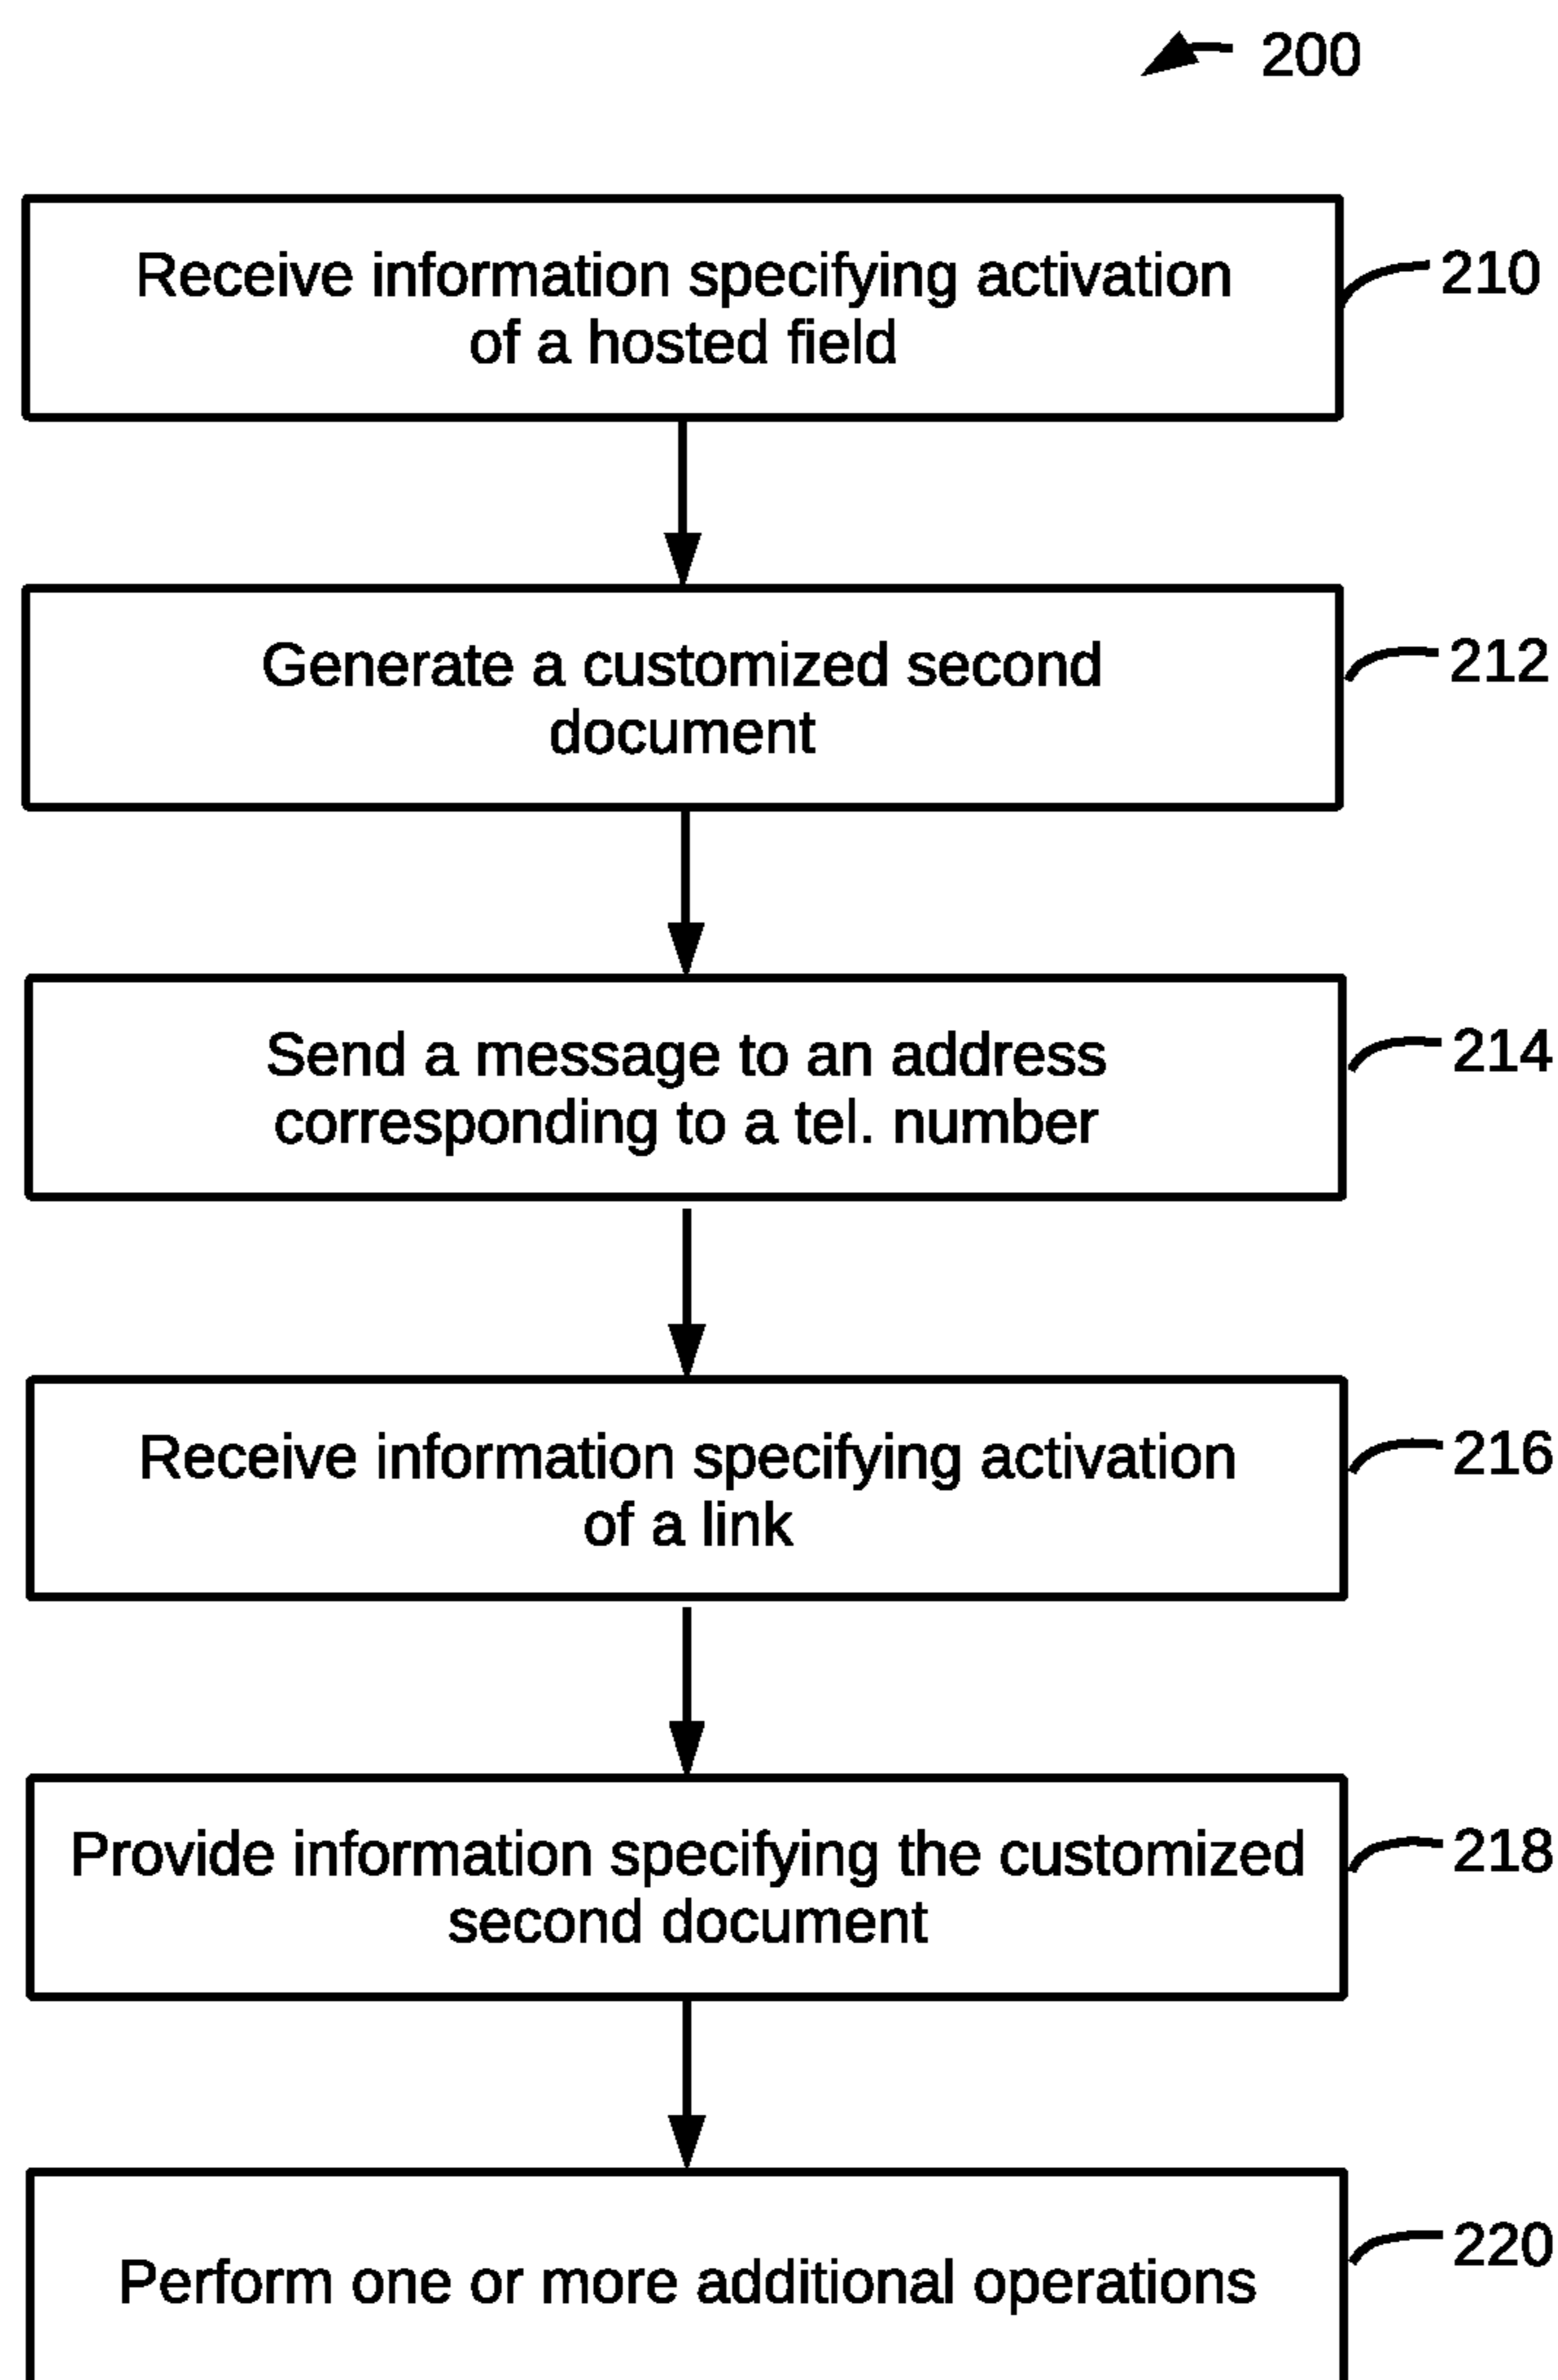 200
Receive information specifying activation
of a hosted field
210
Generate a customized second
document
212
Send a message to an address
corresponding to a tel. number
214
Receive information specifying activation
of a link
216
Provide information specifying the customized
second document
218
Perform one or more additional operations
220